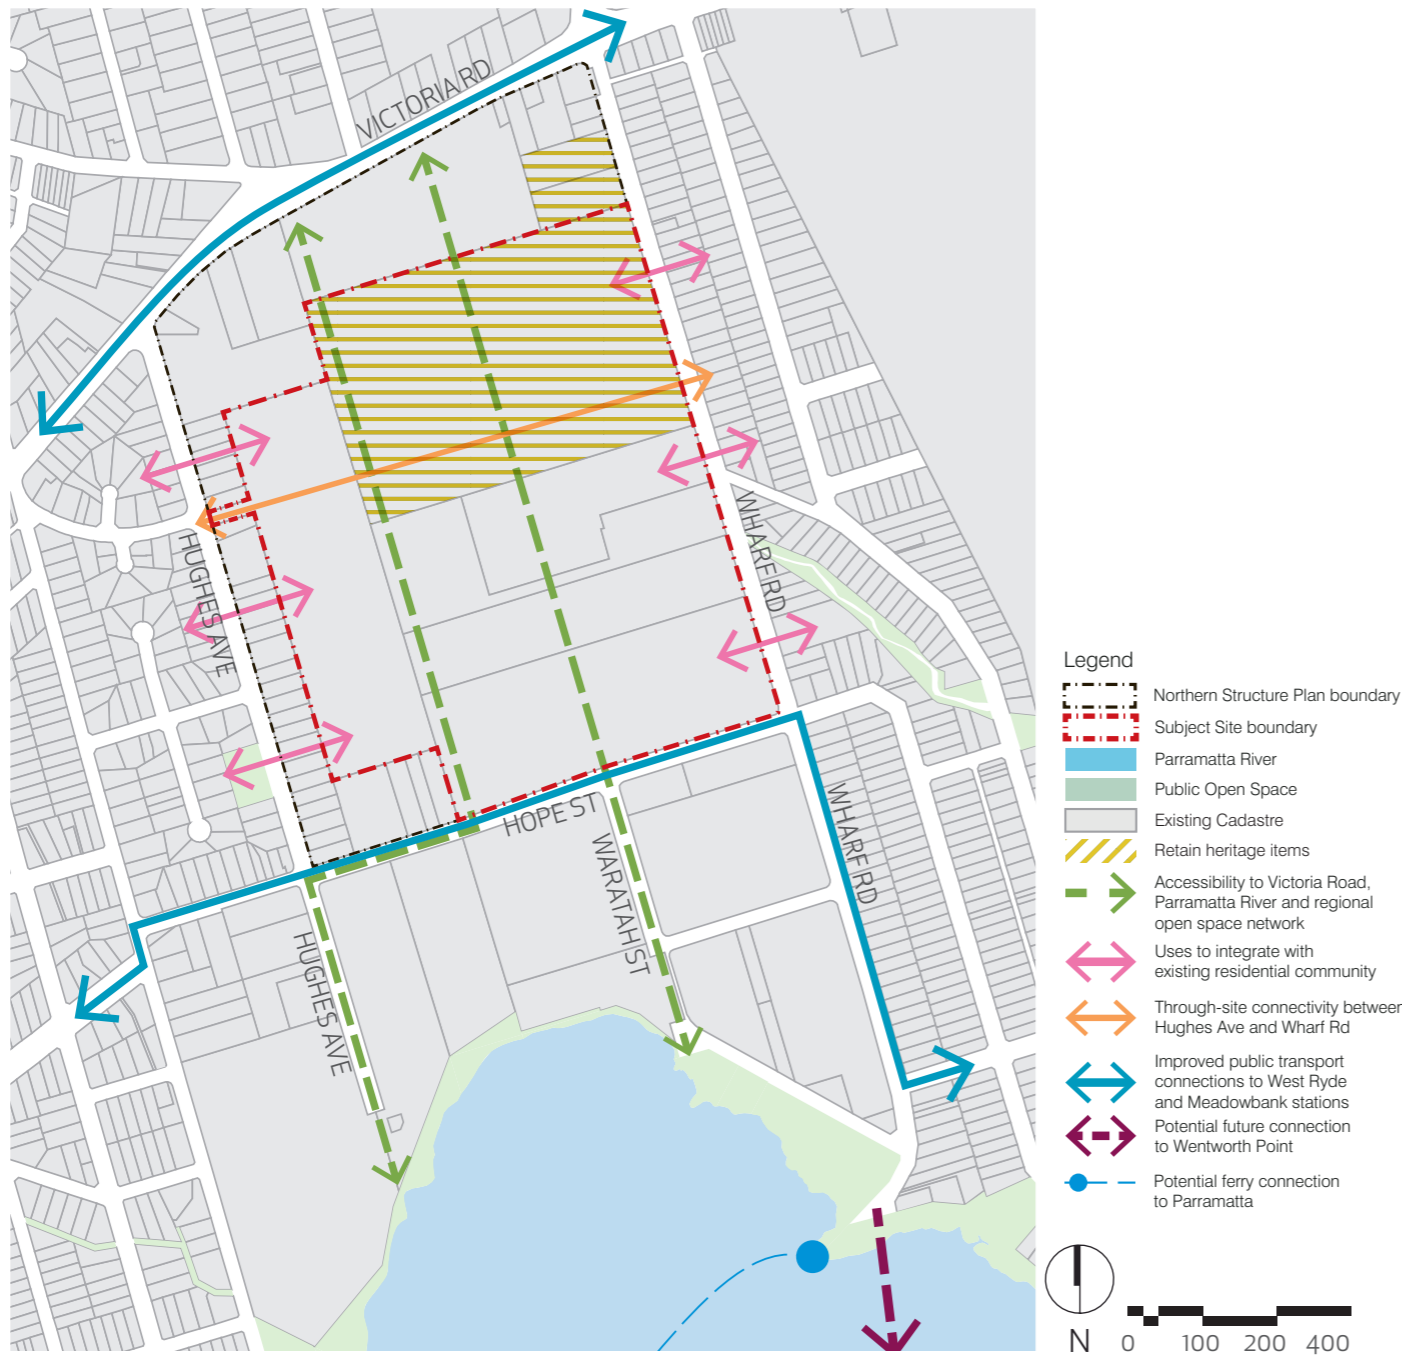 VICTORIA RD
HUGHES AVE
WHARF RD
HOPE ST
WARATAH ST
WHARF RD
HUGHES AVE
Legend
Northern Structure Plan boundary
Subject Site boundary
Parramatta River
Public Open Space
Existing Cadastre
Retain heritage items
Accessibility to Victoria Road,
Parramatta River and regional
open space network
Uses to integrate with
existing residential community
Through-site connectivity between
Hughes Ave and Wharf Rd
Improved public transport
connections to West Ryde
and Meadowbank stations
Potential future connection
to Wentworth Point
Potential ferry connection
to Parramatta
N
0 100 200 400